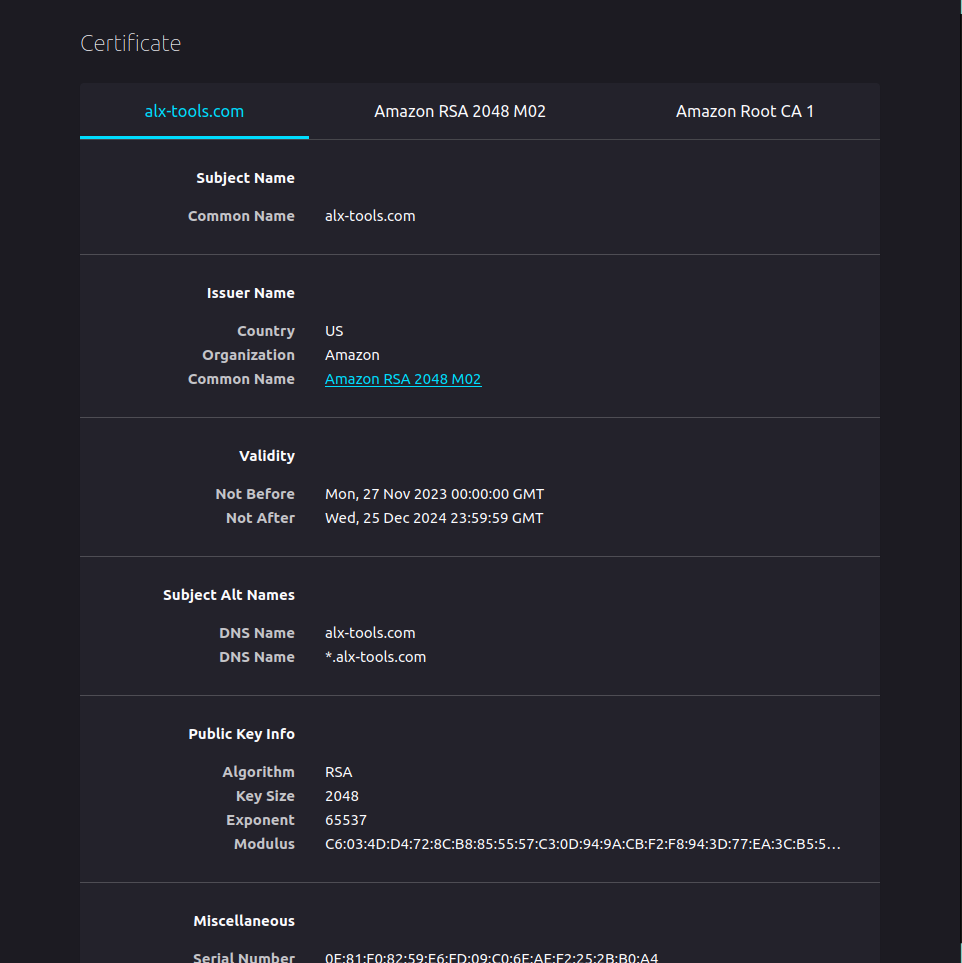 Certificate
alx-tools.com Amazon RSA 2048 M02 Amazon Root CA 1
Subject Name
Common Name alx-tools.com
Issuer Name
Country US
Organization Amazon
Common Name Amazon RSA 2048 M02
Validity
Not Before Mon, 27 Nov 2023 00:00:00 GMT
Not After Wed, 25 Dec 2024 23:59:59 GMT
Subject Alt Names
DNS Name alx-tools.com
DNS Name *.alx-tools.com
Public Key Info
Algorithm RSA
Key Size 2048
Exponent 65537
Modulus C6:03:4D:D4:72:8C:B8:85:55:57:C3:0D:94:9A:CB:F2:F8:94:3D:77:EA:3C:B5:5…
Miscellaneous
Serial Number 0E:81:E0:82:59:E6:FD:09:C0:6E:AE:F2:25:2B:B0:A4